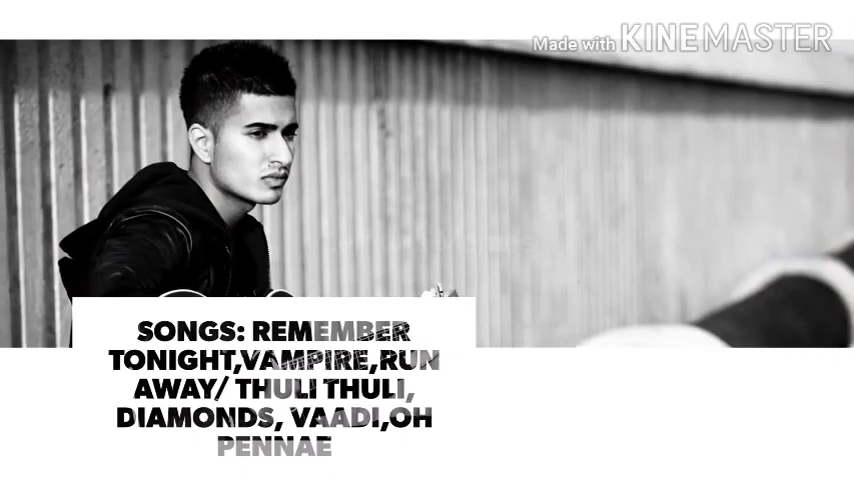 Made with KINEMASTER
SONGS: REMEMBER
TONIGHT,VAMPIRE,RUN
AWAY/ THULI THULI,
DIAMONDS, VAADI,OH
PENNAE